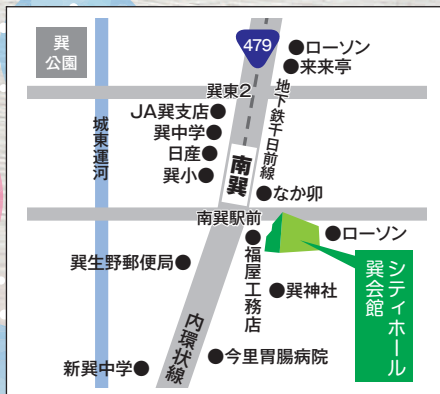 巽
公園
479
ローソン
来来亭
巽東2
地下鉄千日前線
JA巽支店
巽中学
日産
巽小
城東運河
南巽
なか卯
南巽駅前
ローソン
福屋工務店
巽生野郵便局
巽神社
シティホール
巽会館
内環状線
今里胃腸病院
新巽中学